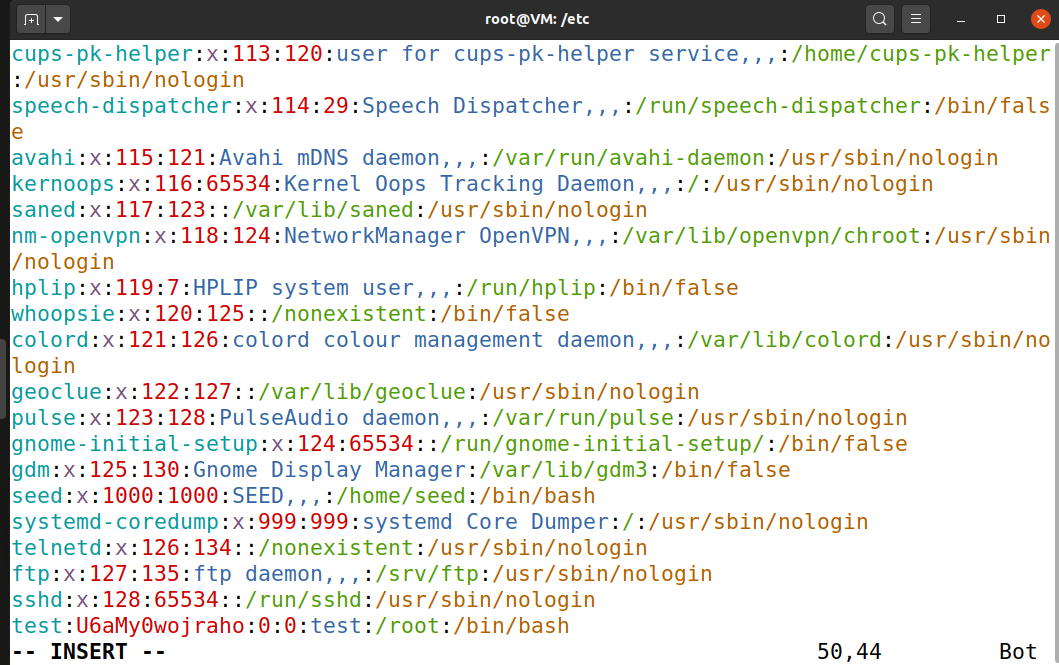 root@VM: /etc
cups-pk-helper:x:113:120:user for cups-pk-helper service,,,:/home/cups-pk-helper
:/usr/sbin/nologin
speech-dispatcher:x:114:29:Speech Dispatcher,,,:/run/speech-dispatcher:/bin/fals
e
avahi:x:115:121:Avahi mDNS daemon,,,:/var/run/avahi-daemon:/usr/sbin/nologin
kernoops:x:116:65534:Kernel Oops Tracking Daemon,,,:/:/usr/sbin/nologin
saned:x:117:123::/var/lib/saned:/usr/sbin/nologin
nm-openvpn:x:118:124:NetworkManager OpenVPN,,,:/var/lib/openvpn/chroot:/usr/sbin
/nologin
hplip:x:119:7:HPLIP system user,,,:/run/hplip:/bin/false
whoopsie:x:120:125::/nonexistent:/bin/false
colord:x:121:126:colord colour management daemon,,,:/var/lib/colord:/usr/sbin/no
login
geoclue:x:122:127::/var/lib/geoclue:/usr/sbin/nologin
pulse:x:123:128:PulseAudio daemon,,,:/var/run/pulse:/usr/sbin/nologin
gnome-initial-setup:x:124:65534::/run/gnome-initial-setup/:/bin/false
gdm:x:125:130:Gnome Display Manager:/var/lib/gdm3:/bin/false
seed:x:1000:1000:SEED,,,:/home/seed:/bin/bash
systemd-coredump:x:999:999:systemd Core Dumper:/:/usr/sbin/nologin
telnetd:x:126:134::/nonexistent:/usr/sbin/nologin
ftp:x:127:135:ftp daemon,,,:/srv/ftp:/usr/sbin/nologin
sshd:x:128:65534::/run/sshd:/usr/sbin/nologin
test:U6aMy0wojraho:0:0:test:/root:/bin/bash
-- INSERT -- 50,44 Bot